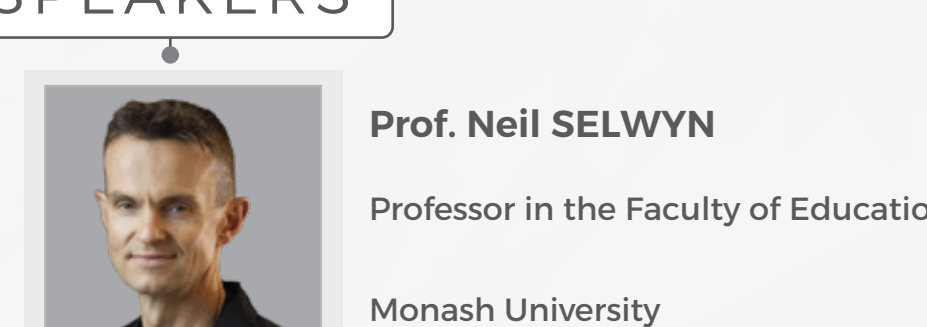 SPEAKERS
Prof. Neil SELWYN
Professor in the Faculty of Educatio
Monash University